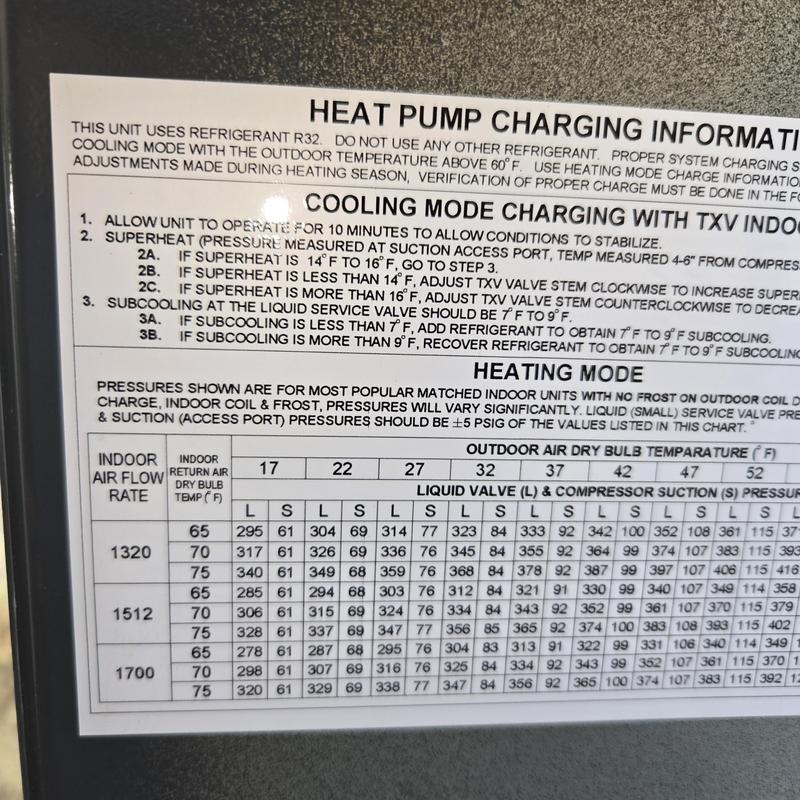 HEAT PUMP CHARGING INFORMATI
THIS UNIT USES REFRIGERANT R32. DO NOT USE ANY OTHER REFRIGERANT. PROPER SYSTEM CHARGING S
COOLING MODE WITH THE OUTDOOR TEMPERATURE ABOVE 60°F. USE HEATING MODE CHARGE INFORMATIO
ADJUSTMENTS MADE DURING HEATING SEASON, VERIFICATION OF PROPER CHARGE MUST BE DONE IN THE FO
COOLING MODE CHARGING WITH TXV INDOO
1. ALLOW UNIT TO OPERATE FOR 10 MINUTES TO ALLOW CONDITIONS TO STABILIZE.
2. SUPERHEAT (PRESSURE MEASURED AT SUCTION ACCESS PORT, TEMP MEASURED 4-6" FROM COMPRES
2A. IF SUPERHEAT IS 14°F TO 16°F, GO TO STEP 3.
2B. IF SUPERHEAT IS LESS THAN 14°F, ADJUST TXV VALVE STEM CLOCKWISE TO INCREASE SUPER
2C. IF SUPERHEAT IS MORE THAN 16°F, ADJUST TXV VALVE STEM COUNTERCLOCKWISE TO DECREA
3. SUBCOOLING AT THE LIQUID SERVICE VALVE SHOULD BE 7°F TO 9°F.
3A. IF SUBCOOLING IS LESS THAN 7°F, ADD REFRIGERANT TO OBTAIN 7°F TO 9°F SUBCOOLING.
3B. IF SUBCOOLING IS MORE THAN 9°F, RECOVER REFRIGERANT TO OBTAIN 7°F TO 9°F SUBCOOLING
HEATING MODE
PRESSURES SHOWN ARE FOR MOST POPULAR MATCHED INDOOR UNITS WITH NO FROST ON OUTDOOR COIL D
CHARGE, INDOOR COIL & FROST, PRESSURES WILL VARY SIGNIFICANTLY. LIQUID (SMALL) SERVICE VALVE PRE
& SUCTION (ACCESS PORT) PRESSURES SHOULD BE ±5 PSIG OF THE VALUES LISTED IN THIS CHART.
INDOOR AIR FLOW RATE
INDOOR RETURN AIR DRY BULB TEMP (°F)
OUTDOOR AIR DRY BULB TEMPARATURE (°F)
17 22 27 32 37 42 47 52
LIQUID VALVE (L) & COMPRESSOR SUCTION (S) PRESSUR
L S L S L S L S L S L S L S L S L
1320
65 295 61 304 69 314 77 323 84 333 92 342 100 352 108 361 115 37
70 317 61 326 69 336 76 345 84 355 92 364 99 374 107 383 115 393
75 340 61 349 68 359 76 368 84 378 92 387 99 397 107 406 115 416
1512
65 285 61 294 68 303 76 312 84 321 91 330 99 340 107 349 114 358
70 306 61 315 69 324 76 334 84 343 92 352 99 361 107 370 115 379
75 328 61 337 69 347 77 356 85 365 92 374 100 383 108 393 115 402
1700
65 278 61 287 68 295 76 304 83 313 91 322 99 331 106 340 114 349 1
70 298 61 307 69 316 76 325 84 334 92 343 99 352 107 361 115 370 1
75 320 61 329 69 338 77 347 84 356 92 365 100 374 107 383 115 392 12